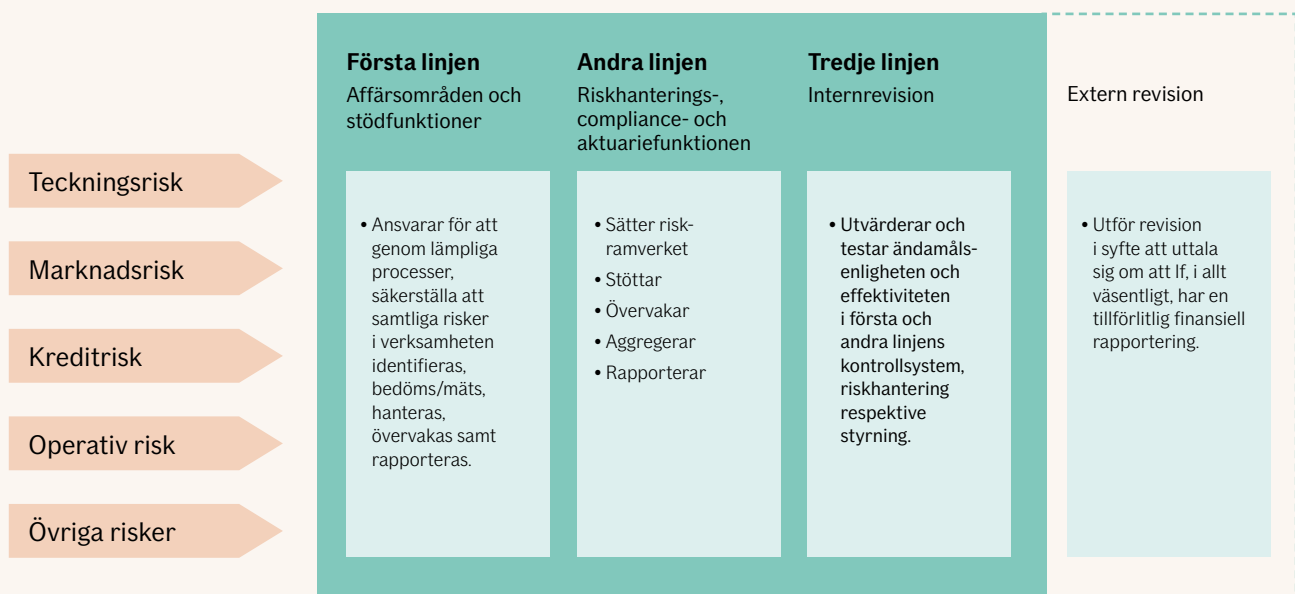 Teckningsrisk
Marknadsrisk
Kreditrisk
Operativ risk
Övriga risker
Första linjen
Affärsområden och
stödfunktioner
• Ansvarar för att
genom lämpliga
processer,
säkerställa att
samtliga risker
i verksamheten
identifieras,
bedöms/mäts,
hanteras,
övervakas samt
rapporteras.
Andra linjen
Riskhanterings-,
compliance- och
aktuariefunktionen
• Sätter risk-
ramverket
• Stöttar
• Övervakar
• Aggregerar
• Rapporterar
Tredje linjen
Internrevision
• Utvärderar och
testar ändamåls-
enligheten och
effektiviteten
i första och
andra linjens
kontrollsystem,
riskhantering
respektive
styrning.
Extern revision
• Utför revision
i syfte att uttala
sig om att If, i allt
väsentligt, har en
tillförlitlig finansiell
rapportering.